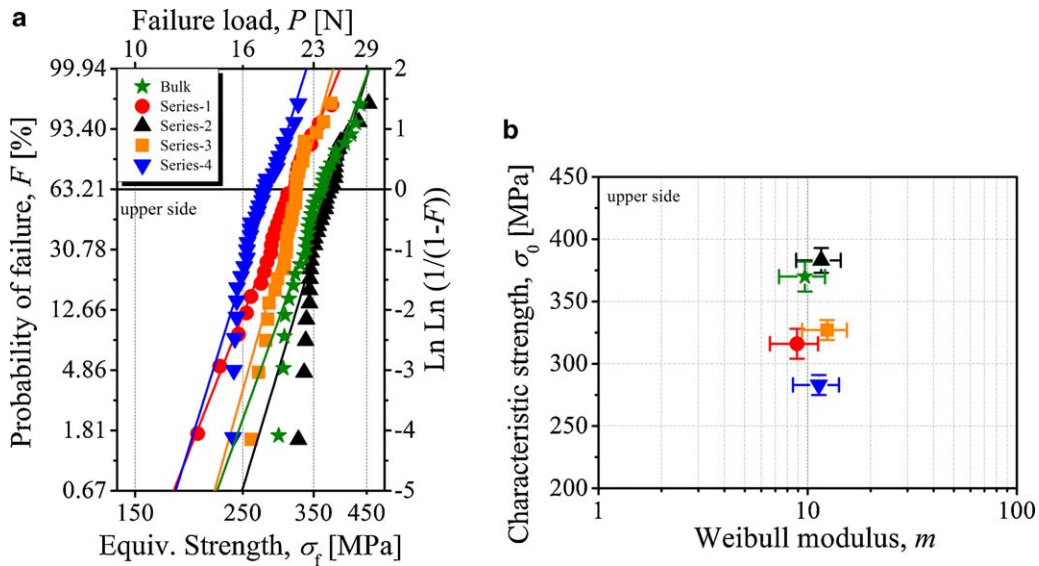 a
Failure load, P [N]
10 16 23 29
99.94
93.40
63.21
30.78
12.66
4.86
1.81
0.67
Probability of failure, F [%]
Bulk
Series-1
Series-2
Series-3
Series-4
upper side
2
1
0
-1
-2
-3
-4
-5
Ln Ln (1/(1-F))
150 250 350 450
Equiv. Strength, σf [MPa]
b
450
400
350
300
250
200
Characteristic strength, σ0 [MPa]
upper side
1 10 100
Weibull modulus, m